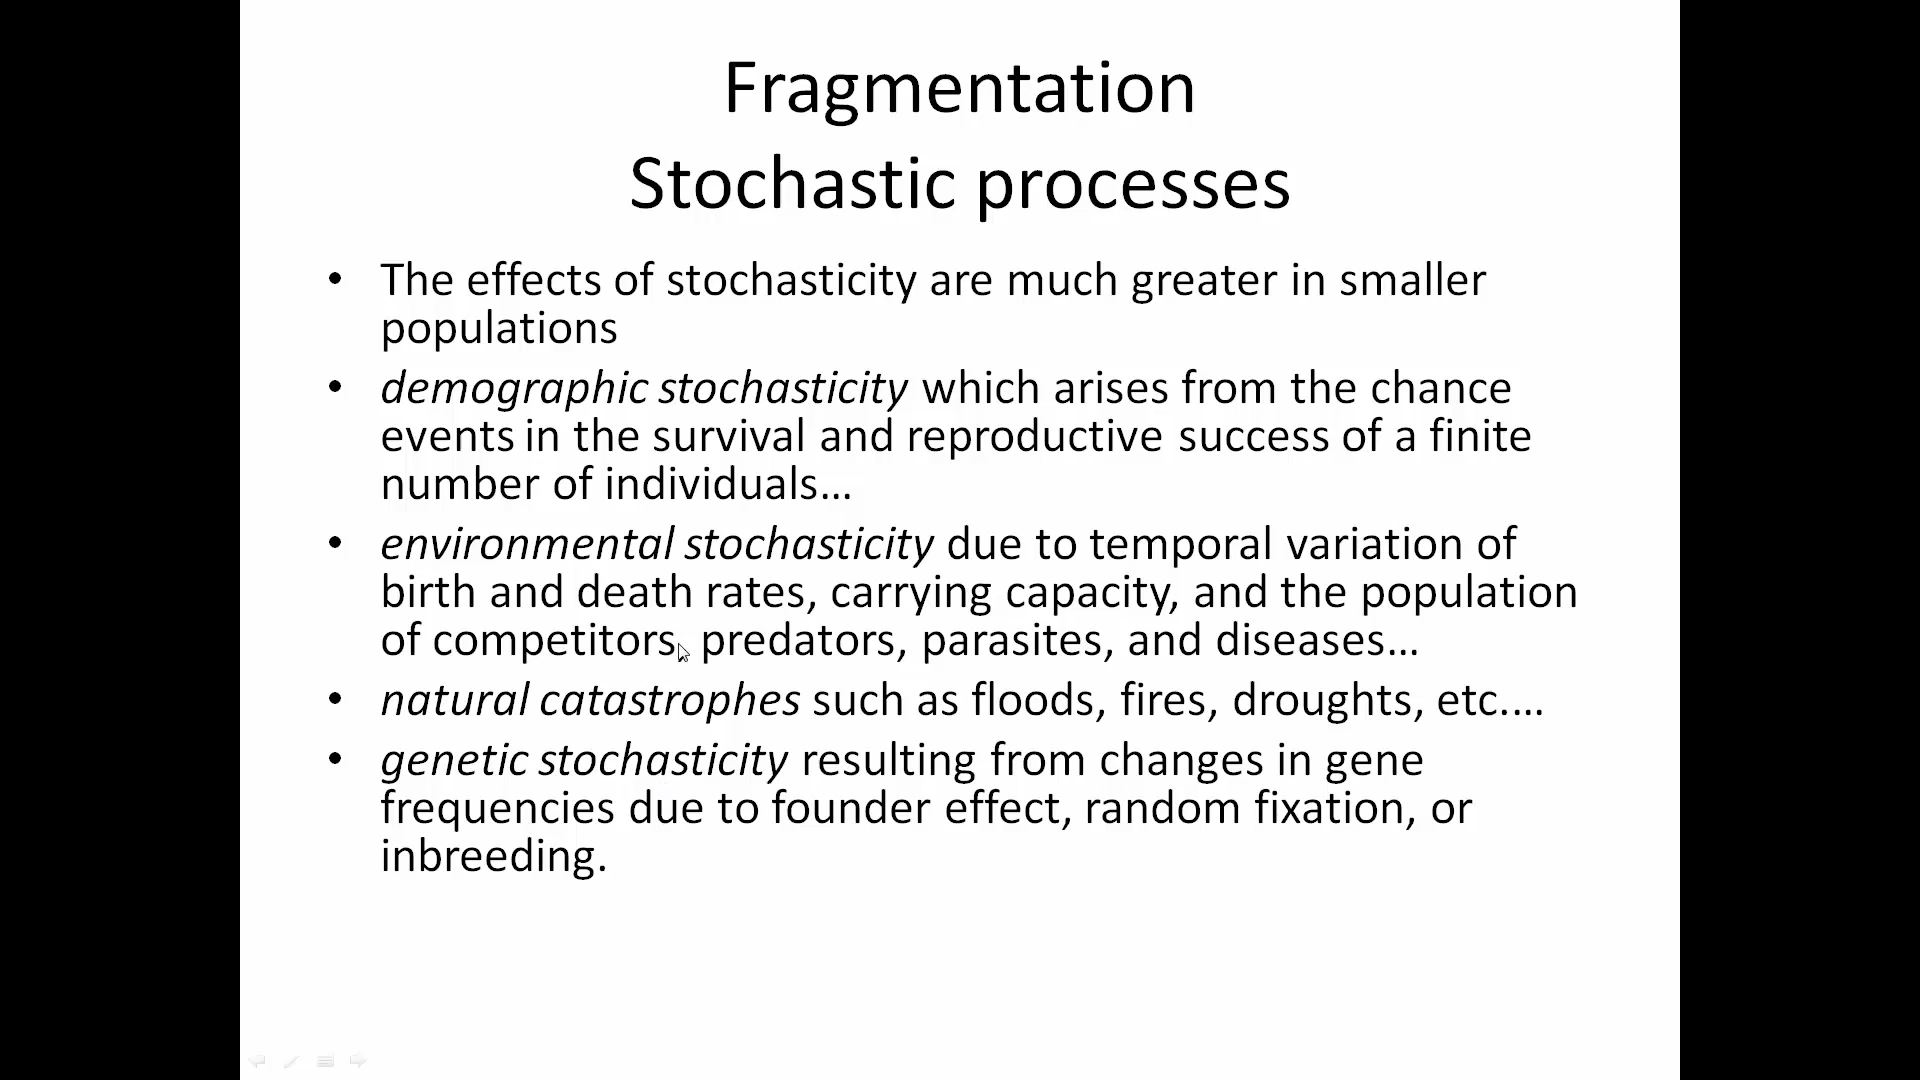 Fragmentation
Stochastic processes
• The effects of stochasticity are much greater in smaller
populations
• demographic stochasticity which arises from the chance
events in the survival and reproductive success of a finite
number of individuals…
• environmental stochasticity due to temporal variation of
birth and death rates, carrying capacity, and the population
of competitors, predators, parasites, and diseases…
• natural catastrophes such as floods, fires, droughts, etc.…
• genetic stochasticity resulting from changes in gene
frequencies due to founder effect, random fixation, or
inbreeding.